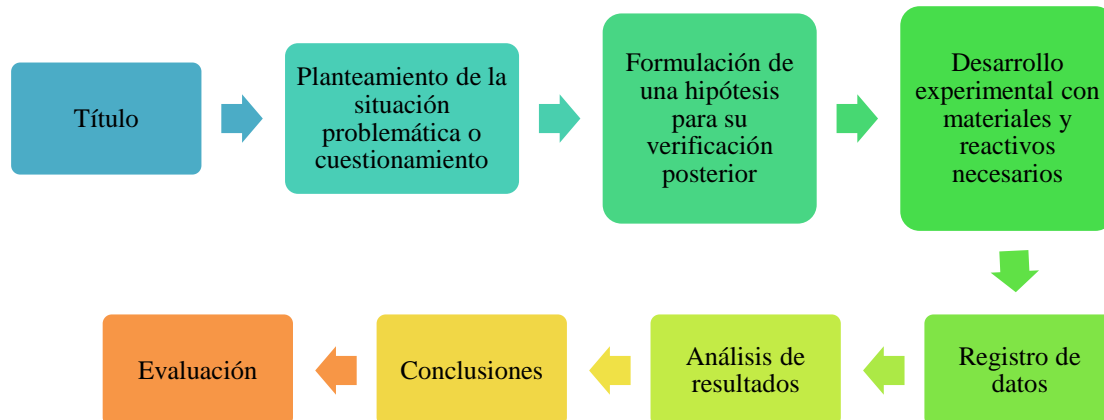 Título
Planteamiento de la
situación
problemática o
cuestionamiento
Formulación de
una hipótesis
para su
verificación
posterior
Desarrollo
experimental con
materiales y
reactivos
necesarios
Registro de
datos
Análisis de
resultados
Conclusiones
Evaluación